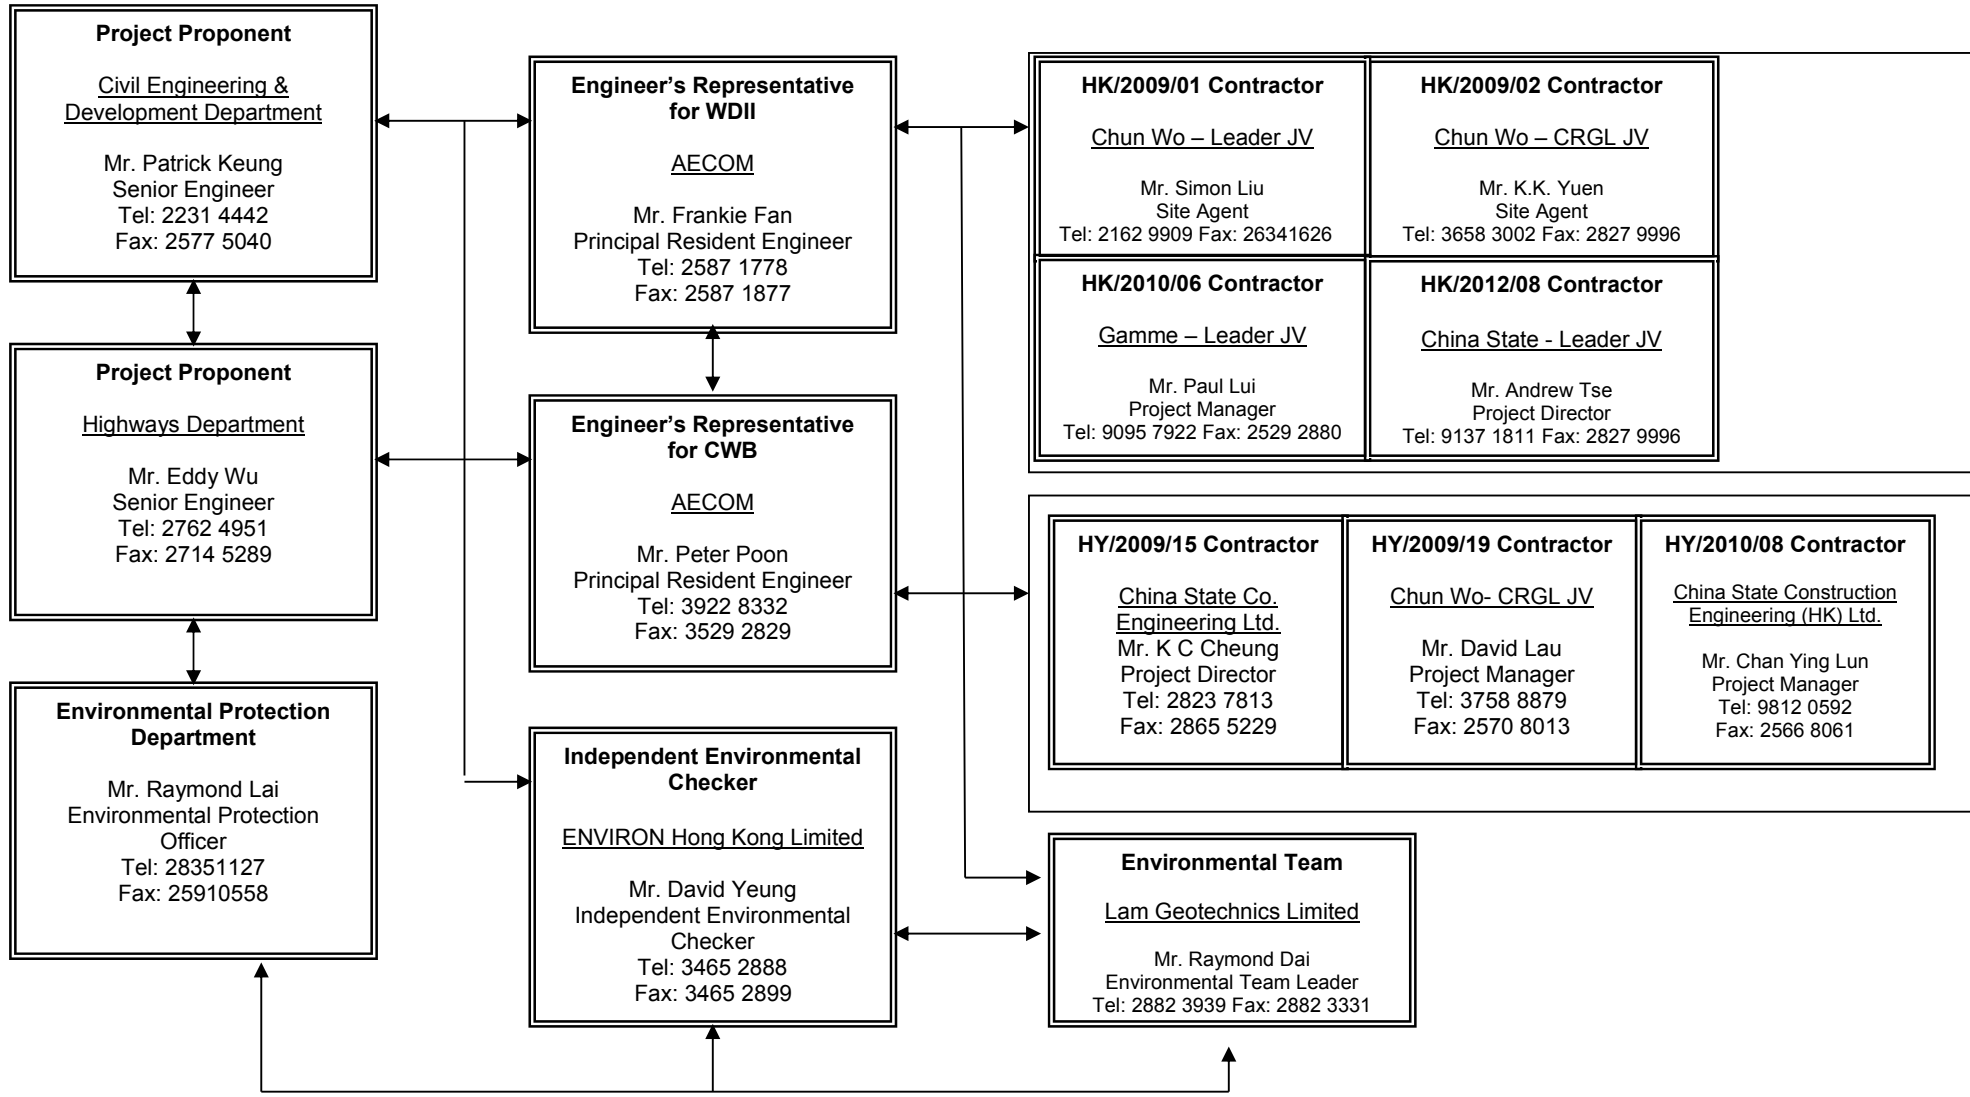 Project Proponent
Civil Engineering &
Development Department
Mr. Patrick Keung
Senior Engineer
Tel: 2231 4442
Fax: 2577 5040
Project Proponent
Highways Department
Mr. Eddy Wu
Senior Engineer
Tel: 2762 4951
Fax: 2714 5289
Environmental Protection
Department
Mr. Raymond Lai
Environmental Protection
Officer
Tel: 28351127
Fax: 25910558
Engineer’s Representative
for WDII
AECOM
Mr. Frankie Fan
Principal Resident Engineer
Tel: 2587 1778
Fax: 2587 1877
Engineer’s Representative
for CWB
AECOM
Mr. Peter Poon
Principal Resident Engineer
Tel: 3922 8332
Fax: 3529 2829
Independent Environmental
Checker
ENVIRON Hong Kong Limited
Mr. David Yeung
Independent Environmental
Checker
Tel: 3465 2888
Fax: 3465 2899
HK/2009/01 Contractor
Chun Wo – Leader JV
Mr. Simon Liu
Site Agent
Tel: 2162 9909 Fax: 26341626
HK/2009/02 Contractor
Chun Wo – CRGL JV
Mr. K.K. Yuen
Site Agent
Tel: 3658 3002 Fax: 2827 9996
HK/2010/06 Contractor
Gamme – Leader JV
Mr. Paul Lui
Project Manager
Tel: 9095 7922 Fax: 2529 2880
HK/2012/08 Contractor
China State - Leader JV
Mr. Andrew Tse
Project Director
Tel: 9137 1811 Fax: 2827 9996
HY/2009/15 Contractor
China State Co.
Engineering Ltd.
Mr. K C Cheung
Project Director
Tel: 2823 7813
Fax: 2865 5229
HY/2009/19 Contractor
Chun Wo- CRGL JV
Mr. David Lau
Project Manager
Tel: 3758 8879
Fax: 2570 8013
HY/2010/08 Contractor
China State Construction
Engineering (HK) Ltd.
Mr. Chan Ying Lun
Project Manager
Tel: 9812 0592
Fax: 2566 8061
Environmental Team
Lam Geotechnics Limited
Mr. Raymond Dai
Environmental Team Leader
Tel: 2882 3939 Fax: 2882 3331